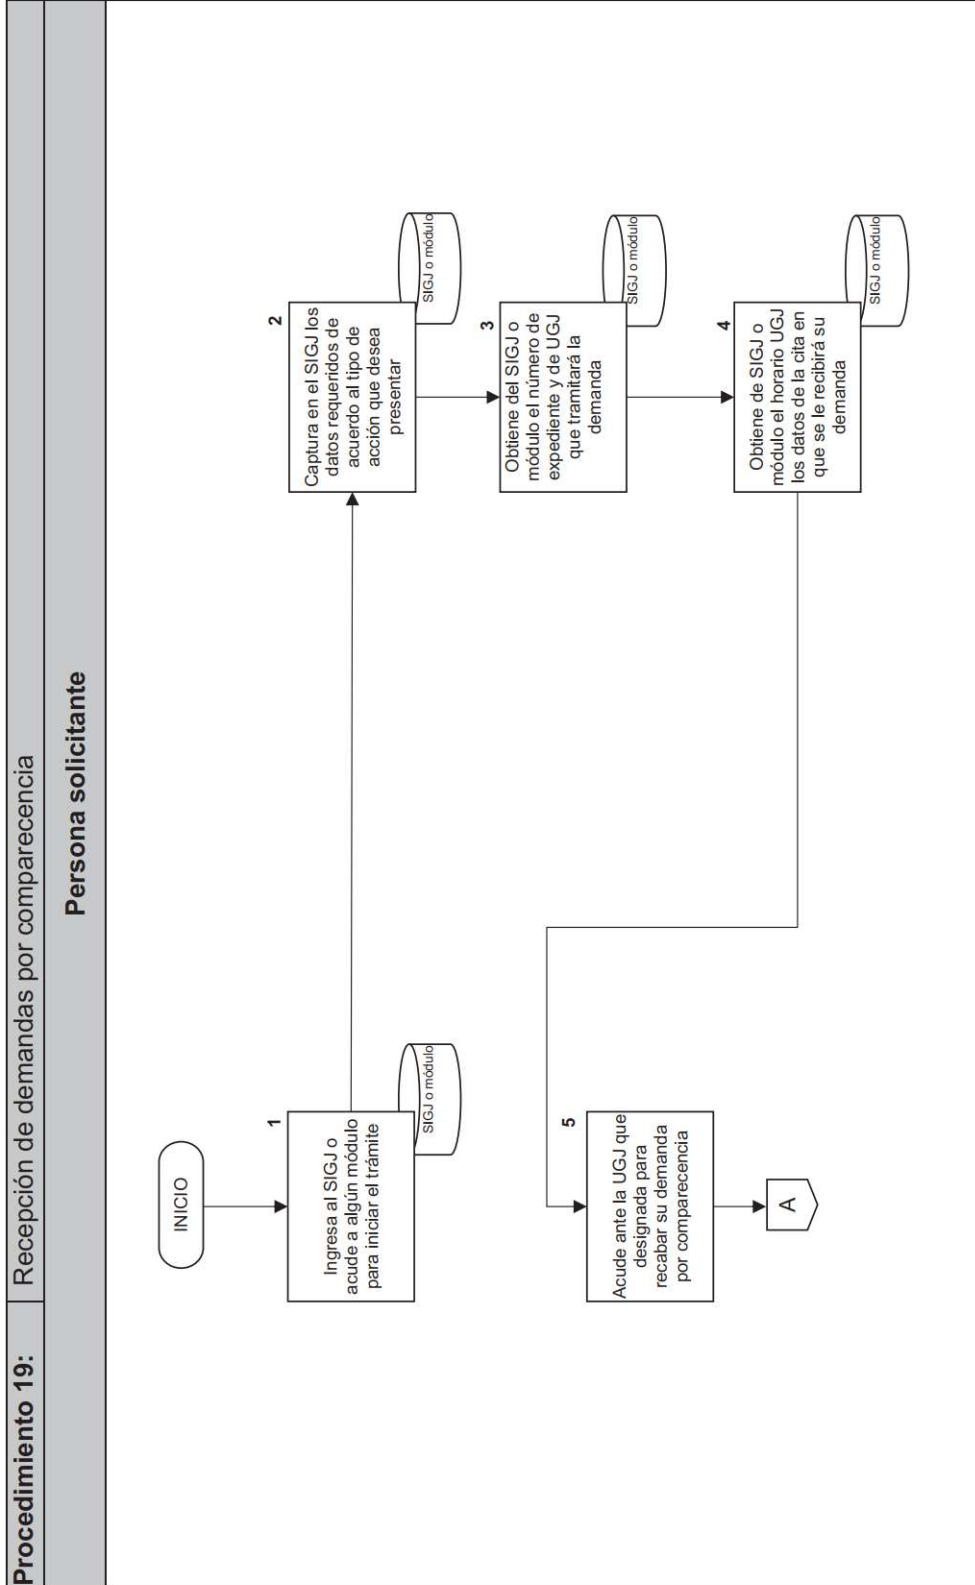 Procedimiento 19:
Recepción de demandas por comparecencia
Persona solicitante
INICIO
1
Ingresa al SIGJ o
acude a algún módulo
para iniciar el trámite
SIGJ o módulo
2
Captura en el SIGJ los
datos requeridos de
acuerdo al tipo de
acción que desea
presentar
SIGJ o módulo
3
Obtiene del SIGJ o
módulo el número de
expediente y de UGJ
que tramitará la
demanda
SIGJ o módulo
4
Obtiene de SIGJ o
módulo el horario UGJ
los datos de la cita en
que se le recibirá su
demanda
SIGJ o módulo
5
Acude ante la UGJ que
designada para
recabar su demanda
por comparecencia
A